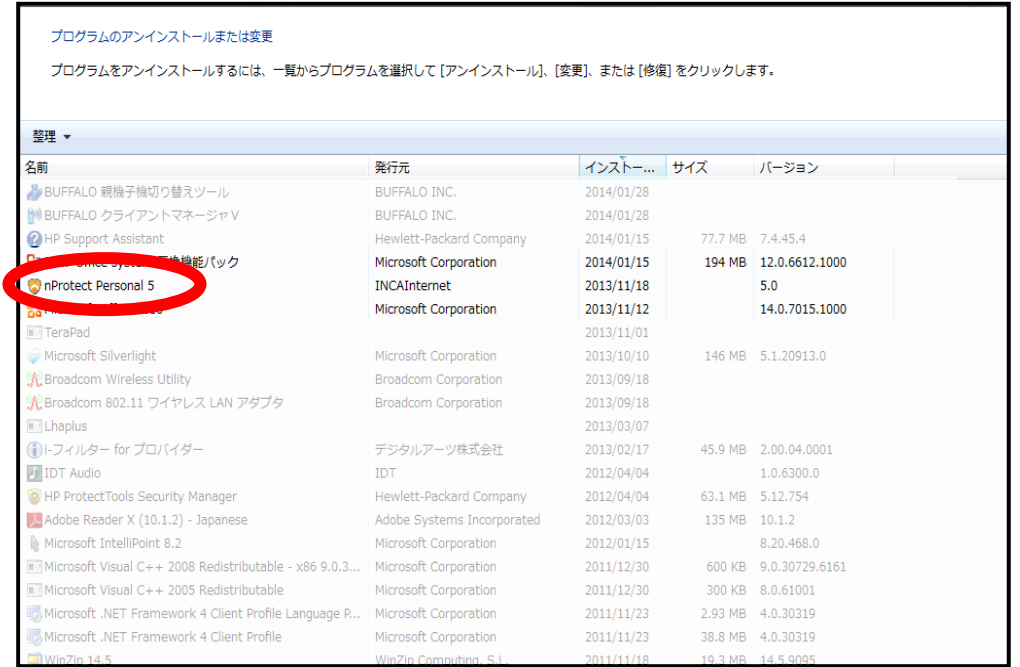 プログラムのアンインストールまたは変更
プログラムをアンインストールするには、一覧からプログラムを選択して [アンインストール]、[変更]、または [修復] をクリックします。
整理
名前 発行元 インストー... サイズ バージョン
BUFFALO 親機子機切り替えツール BUFFALO INC. 2014/01/28
BUFFALO クライアントマネージャ V BUFFALO INC. 2014/01/28
HP Support Assistant Hewlett-Packard Company 2014/01/15 77.7 MB 7.4.45.4
機能パック Microsoft Corporation 2014/01/15 194 MB 12.0.6612.1000
nProtect Personal 5 INCAInternet 2013/11/18 5.0
Microsoft Corporation 2013/11/12 14.0.7015.1000
TeraPad 2013/11/01
Microsoft Silverlight Microsoft Corporation 2013/10/10 146 MB 5.1.20913.0
Broadcom Wireless Utility Broadcom Corporation 2013/09/18
Broadcom 802.11 ワイヤレス LAN アダプタ Broadcom Corporation 2013/09/18
Lhaplus 2013/03/07
i-フィルター for プロバイダー デジタルアーツ株式会社 2013/02/17 45.9 MB 2.00.04.0001
IDT Audio IDT 2012/04/04 1.0.6300.0
HP ProtectTools Security Manager Hewlett-Packard Company 2012/04/04 63.1 MB 5.12.754
Adobe Reader X (10.1.2) - Japanese Adobe Systems Incorporated 2012/03/03 135 MB 10.1.2
Microsoft IntelliPoint 8.2 Microsoft Corporation 2012/01/15 8.20.468.0
Microsoft Visual C++ 2008 Redistributable - x86 9.0.3... Microsoft Corporation 2011/12/30 600 KB 9.0.30729.6161
Microsoft Visual C++ 2005 Redistributable Microsoft Corporation 2011/12/30 300 KB 8.0.61001
Microsoft .NET Framework 4 Client Profile Language P... Microsoft Corporation 2011/11/23 2.93 MB 4.0.30319
Microsoft .NET Framework 4 Client Profile Microsoft Corporation 2011/11/23 38.8 MB 4.0.30319
WinZip 14.5 WinZip Computing, S.L. 2011/11/18 19.3 MB 14.5.9095